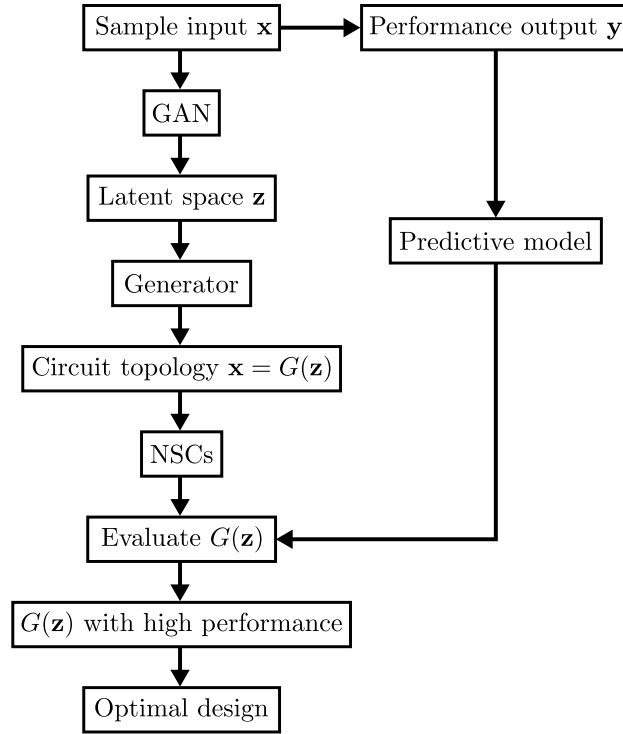 Sample input x
Performance output y
GAN
Latent space z
Predictive model
Generator
Circuit topology x = G(z)
NSCs
Evaluate G(z)
G(z) with high performance
Optimal design